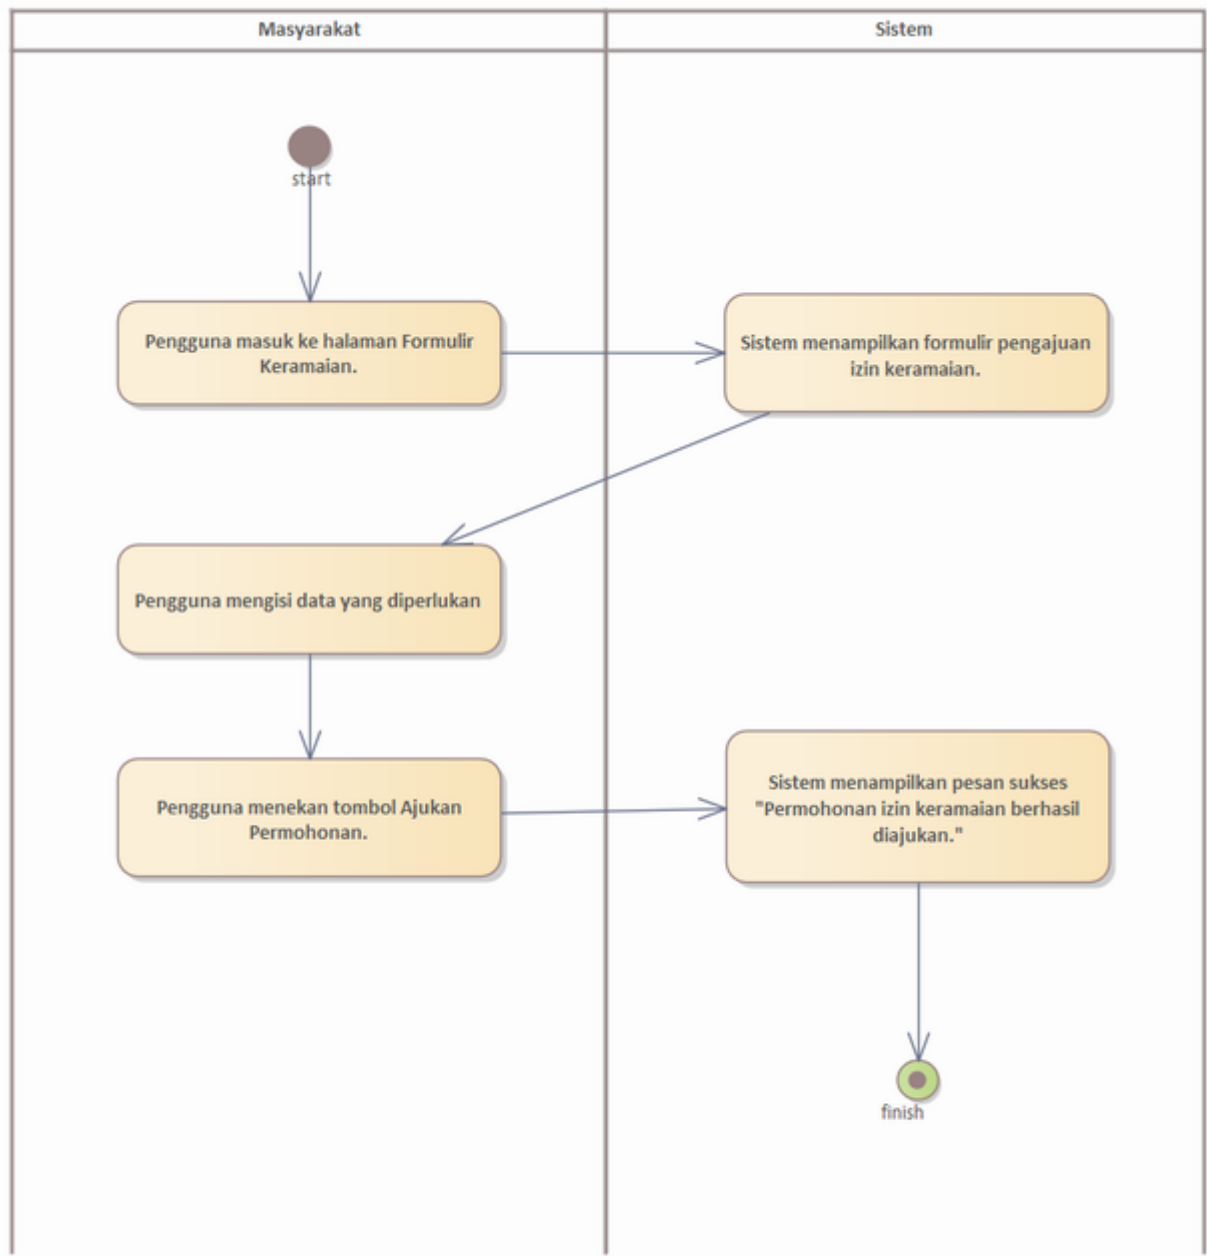 Masyarakat
Sistem
start
Pengguna masuk ke halaman Formulir
Keramaian.
Sistem menampilkan formulir pengajuan
izin keramaian.
Pengguna mengisi data yang diperlukan
Pengguna menekan tombol Ajukan
Permohonan.
Sistem menampilkan pesan sukses
"Permohonan izin keramaian berhasil
diajukan."
finish